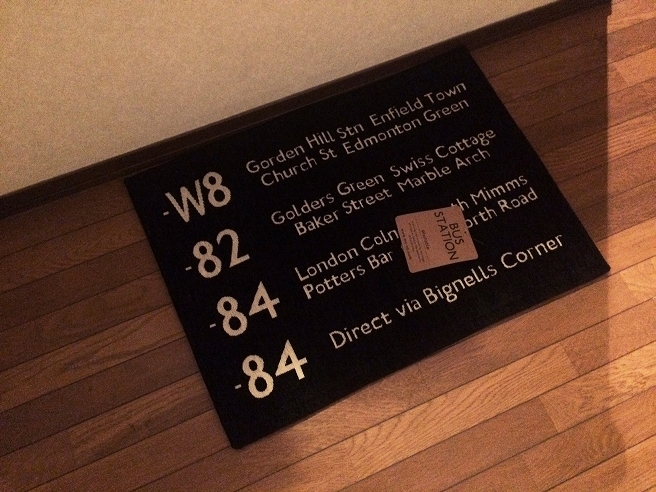 -W8 Gorden Hill Stn Enfield Town
Church St Edmonton Green
-82 Golders Green Swiss Cottage
Baker Street Marble Arch
-84 London Coln th Mimms
Potters Bar orth Road
-84 Direct via Bignells Corner
BUS
STATION